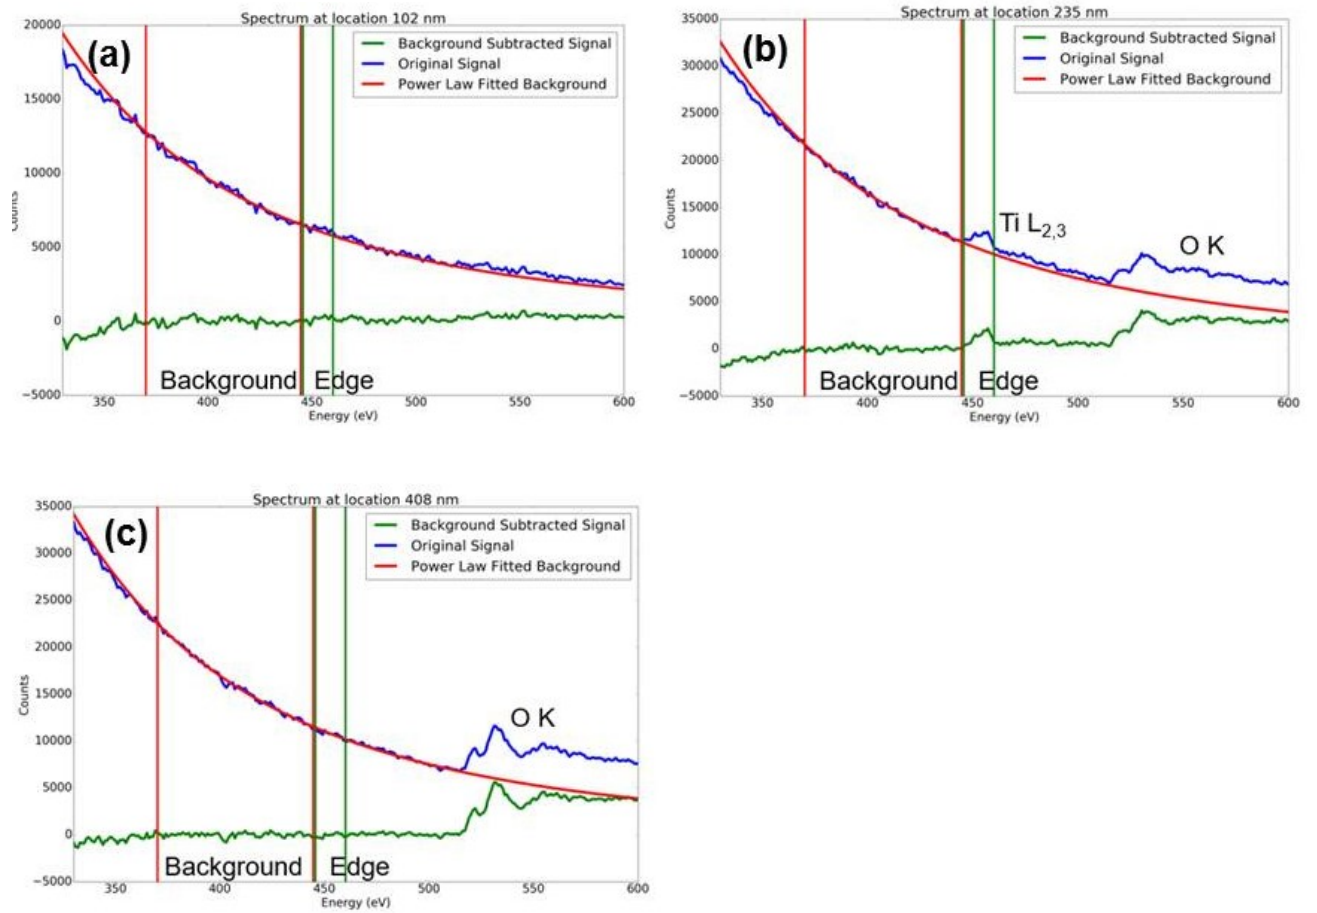 Spectrum at location 102 nm
(a)
Background Subtracted Signal
Original Signal
Power Law Fitted Background
20000
15000
10000
5000
0
−5000
Background
Edge
350
400
450
500
550
600
Energy (eV)
Spectrum at location 235 nm
(b)
Background Subtracted Signal
Original Signal
Power Law Fitted Background
35000
30000
25000
20000
15000
10000
5000
0
−5000
Counts
Ti L2,3
O K
Background
Edge
350
400
450
500
550
600
Energy (eV)
Spectrum at location 408 nm
(c)
Background Subtracted Signal
Original Signal
Power Law Fitted Background
35000
30000
25000
20000
15000
10000
5000
0
−5000
Counts
O K
Background
Edge
350
400
450
500
550
600
Energy (eV)